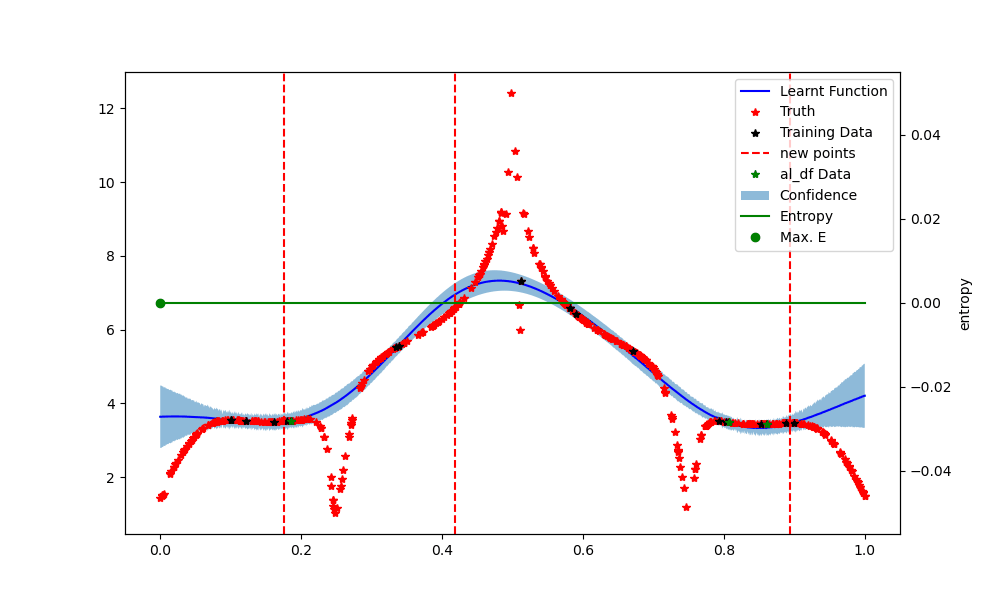 12
10
8
6
4
2
0.0
0.2
0.4
0.6
0.8
1.0
0.04
0.02
0.00
−0.02
−0.04
entropy
Learnt Function
Truth
Training Data
new points
al_df Data
Confidence
Entropy
Max. E